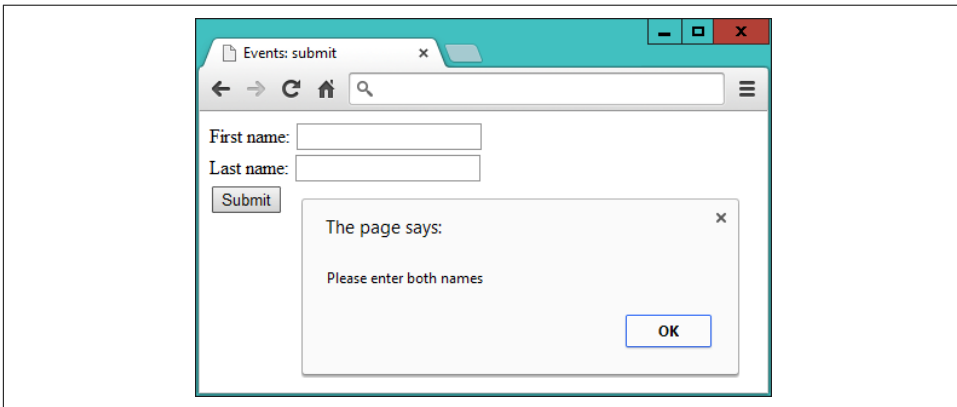 Events: submit
First name:
Last name:
Submit
The page says:
Please enter both names
OK